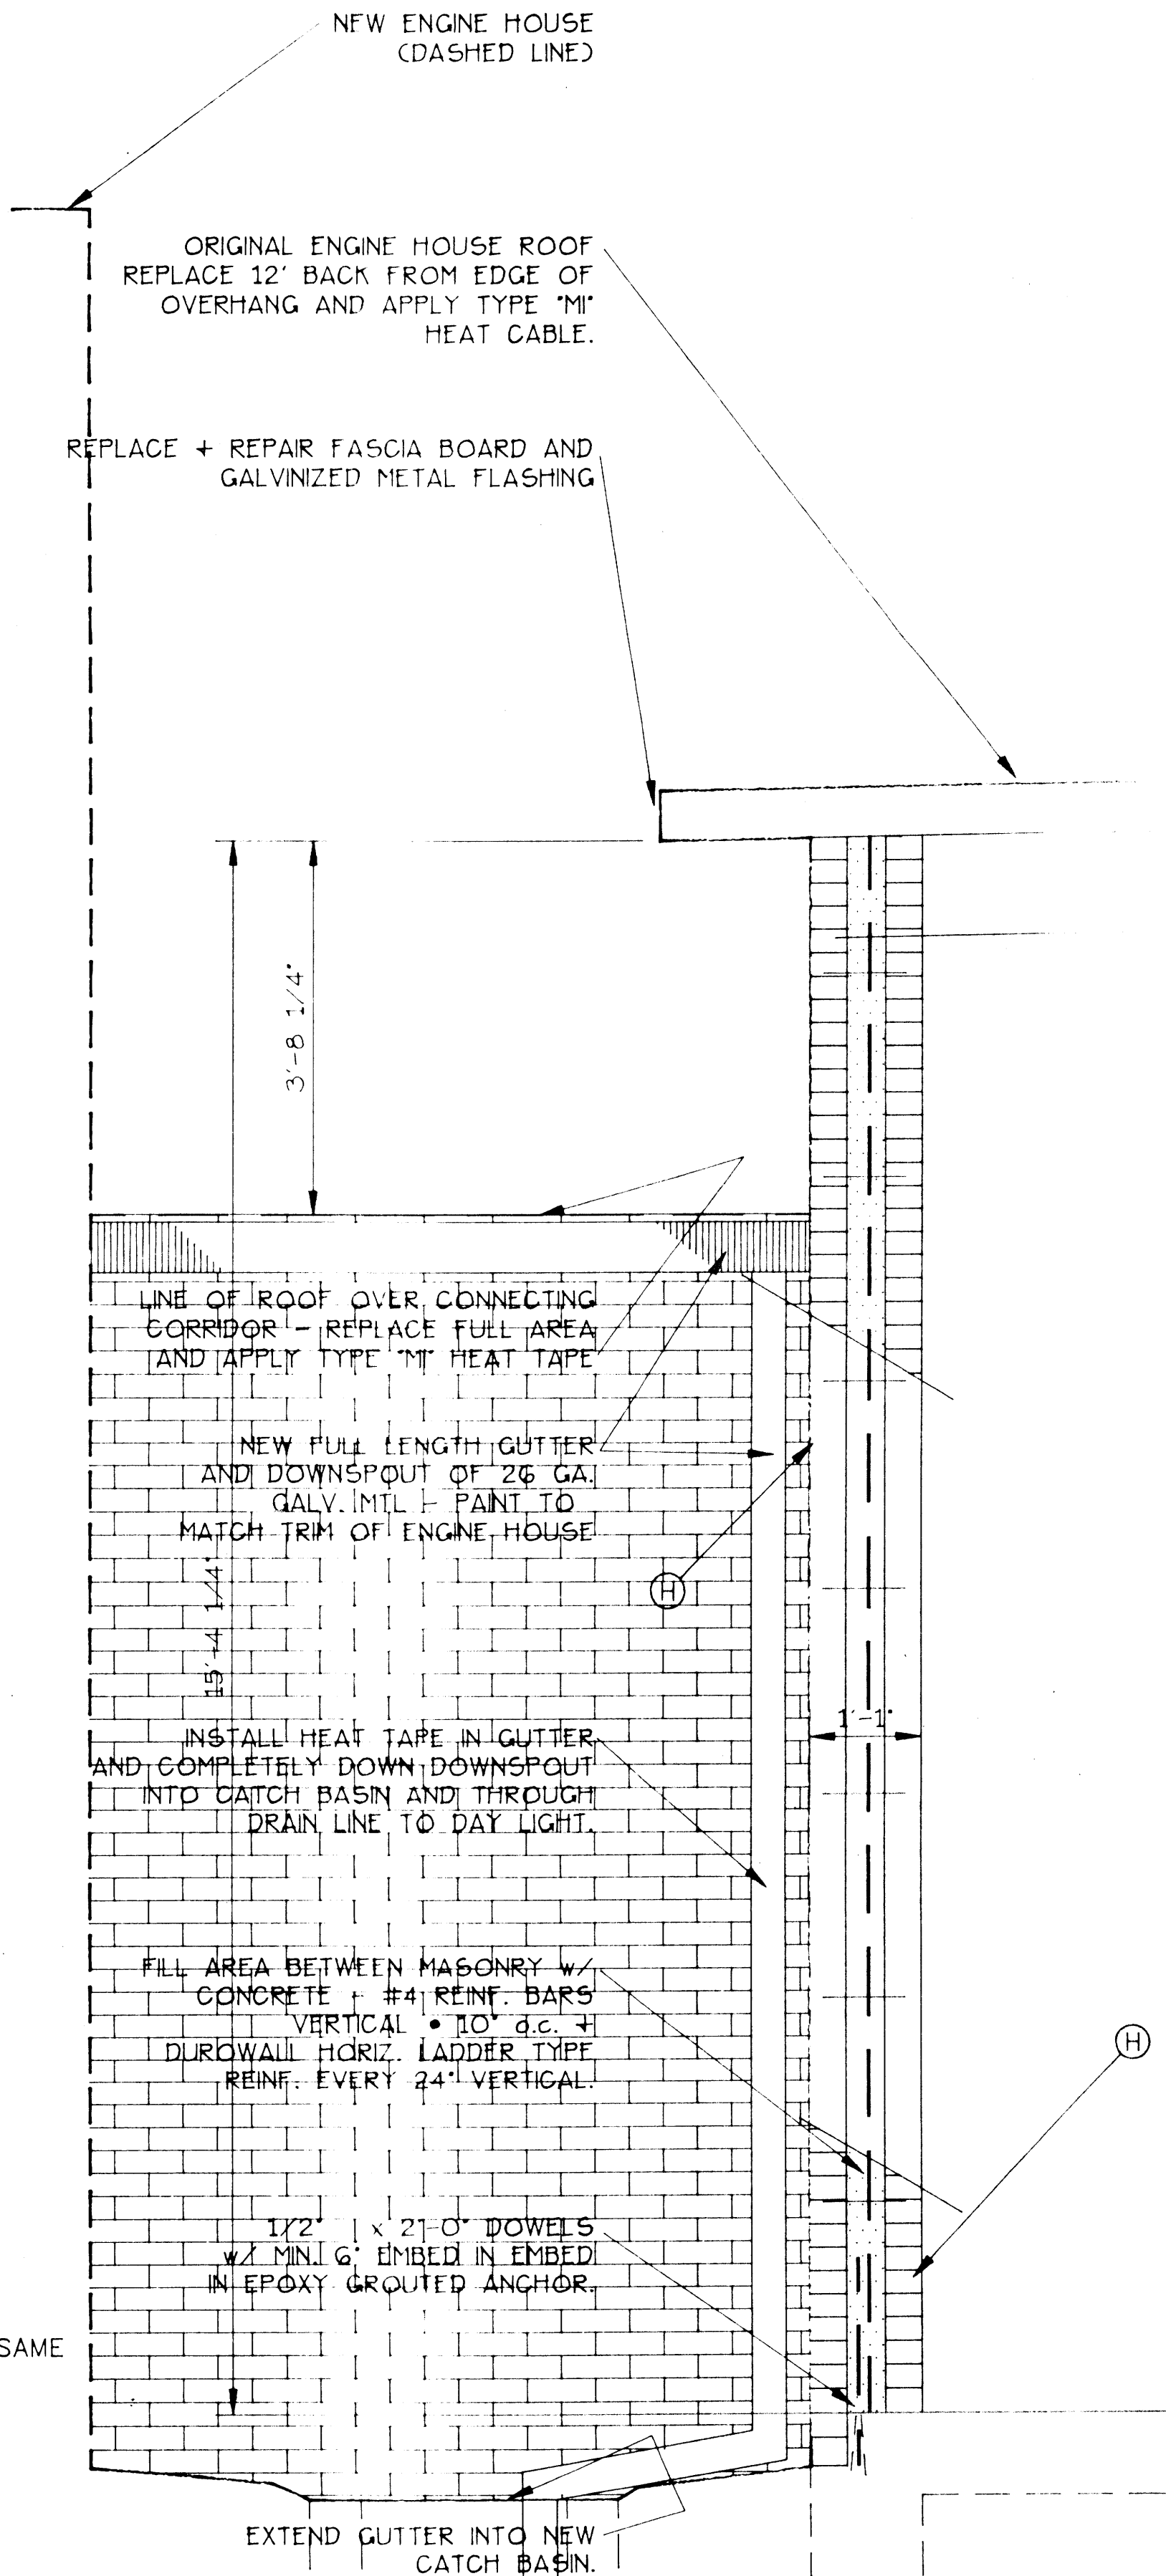 NEW ENGINE HOUSE
(DASHED LINE)
ORIGINAL ENGINE HOUSE ROOF
REPLACE 12' BACK FROM EDGE OF
OVERHANG AND APPLY TYPE "MI"
HEAT CABLE.
REPLACE + REPAIR FASCIA BOARD AND
GALVINIZED METAL FLASHING
3'-8 1/4"
LINE OF ROOF OVER CONNECTING
CORRIDOR - REPLACE FULL AREA
AND APPLY TYPE "MI" HEAT TAPE
NEW FULL LENGTH GUTTER
AND DOWNSPOUT OF 26 GA.
GALV. MTL - PAINT TO
MATCH TRIM OF ENGINE HOUSE
H
15'-4 1/4"
1'-1"
INSTALL HEAT TAPE IN GUTTER
AND COMPLETELY DOWN DOWNSPOUT
INTO CATCH BASIN AND THROUGH
DRAIN LINE TO DAY LIGHT.
FILL AREA BETWEEN MASONRY W/
CONCRETE + #4 REINF. BARS
VERTICAL • 10" o.c. +
DUROWALL HORIZ. LADDER TYPE
REINF. EVERY 24" VERTICAL.
H
1/2" x 2'-0" DOWELS
W/ MIN. 6" EMBED IN EMBED
IN EPOXY GROUTED ANCHOR.
SAME
EXTEND GUTTER INTO NEW
CATCH BASIN.